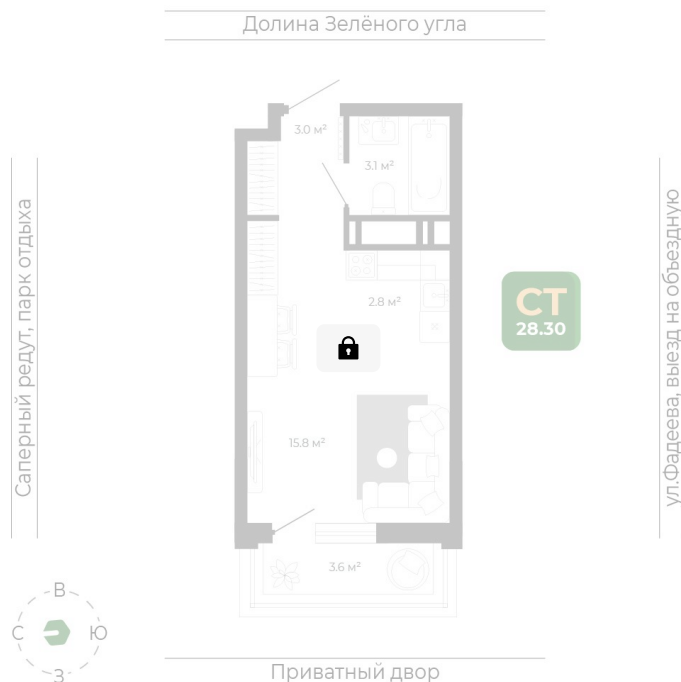 Долина Зелёного угла
3.0 м²
3.1 м²
Саперный редут, парк отдыха
ул.Фадеева, выезд на объездную
2.8 м²
СТ
28.30
15.8 м²
3.6 м²
В
С
Ю
З
Приватный двор